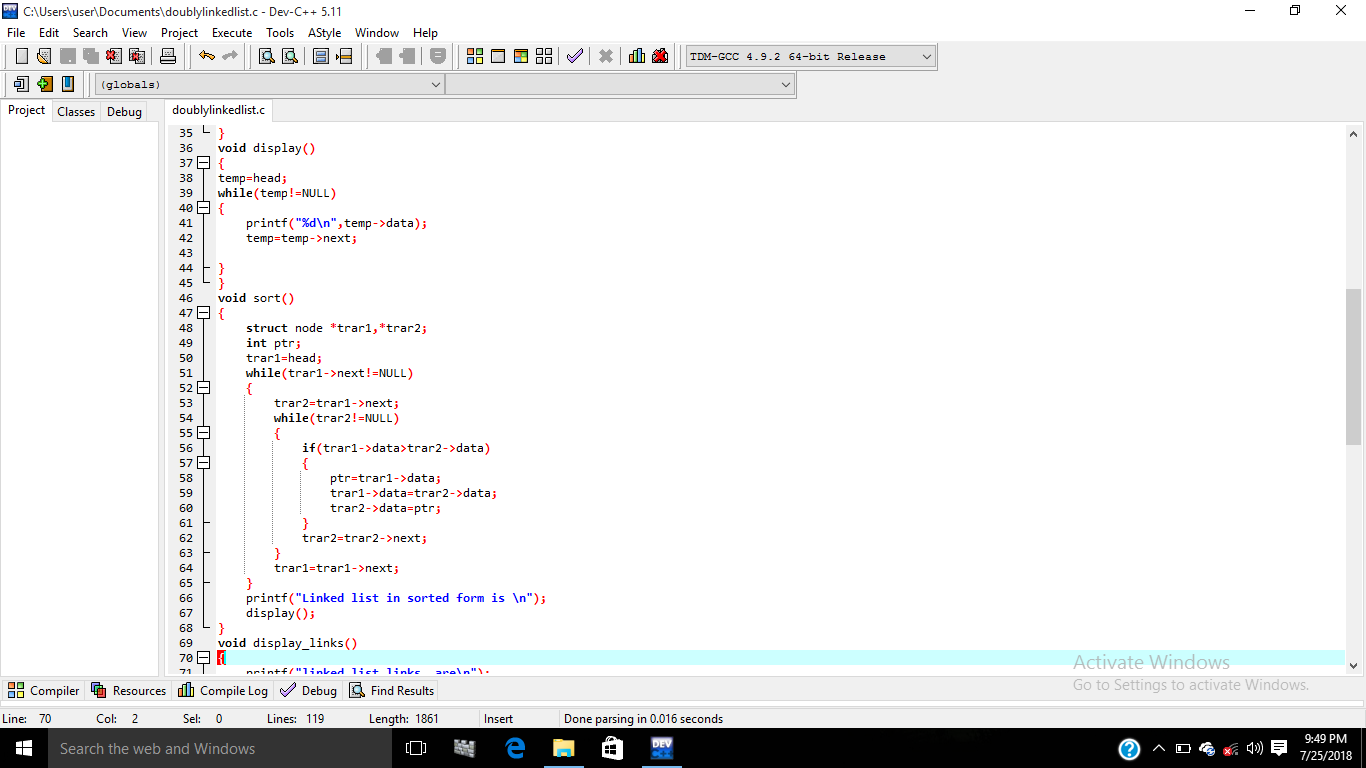 C:\Users\user\Documents\doublylinkedlist.c - Dev-C++ 5.11
File Edit Search View Project Execute Tools AStyle Window Help
TDM-GCC 4.9.2 64-bit Release
(globals)
Project Classes Debug doublylinkedlist.c
35 }
36 void display()
37 {
38 temp=head;
39 while(temp!=NULL)
40 {
41 printf("%d\n",temp->data);
42 temp=temp->next;
43
44 }
45 }
46 void sort()
47 {
48 struct node *trar1,*trar2;
49 int ptr;
50 trar1=head;
51 while(trar1->next!=NULL)
52 {
53 trar2=trar1->next;
54 while(trar2!=NULL)
55 {
56 if(trar1->data>trar2->data)
57 {
58 ptr=trar1->data;
59 trar1->data=trar2->data;
60 trar2->data=ptr;
61 }
62 trar2=trar2->next;
63 }
64 trar1=trar1->next;
65 }
66 printf("Linked list in sorted form is \n");
67 display();
68 }
69 void display_links()
70 {
71 printf("linked list links are\n");
Activate Windows
Go to Settings to activate Windows.
Compiler Resources Compile Log Debug Find Results
Line: 70 Col: 2 Sel: 0 Lines: 119 Length: 1861 Insert Done parsing in 0.016 seconds
Search the web and Windows
DEV
9:49 PM
7/25/2018